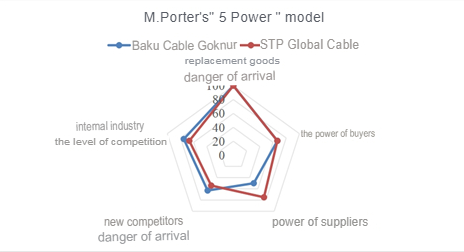 M.Porter's" 5 Power " model
Baku Cable Goknur STP Global Cable
replacement goods
danger of arrival
100
80
60
40
20
0
internal industry
the level of competition
the power of buyers
new competitors
danger of arrival
power of suppliers